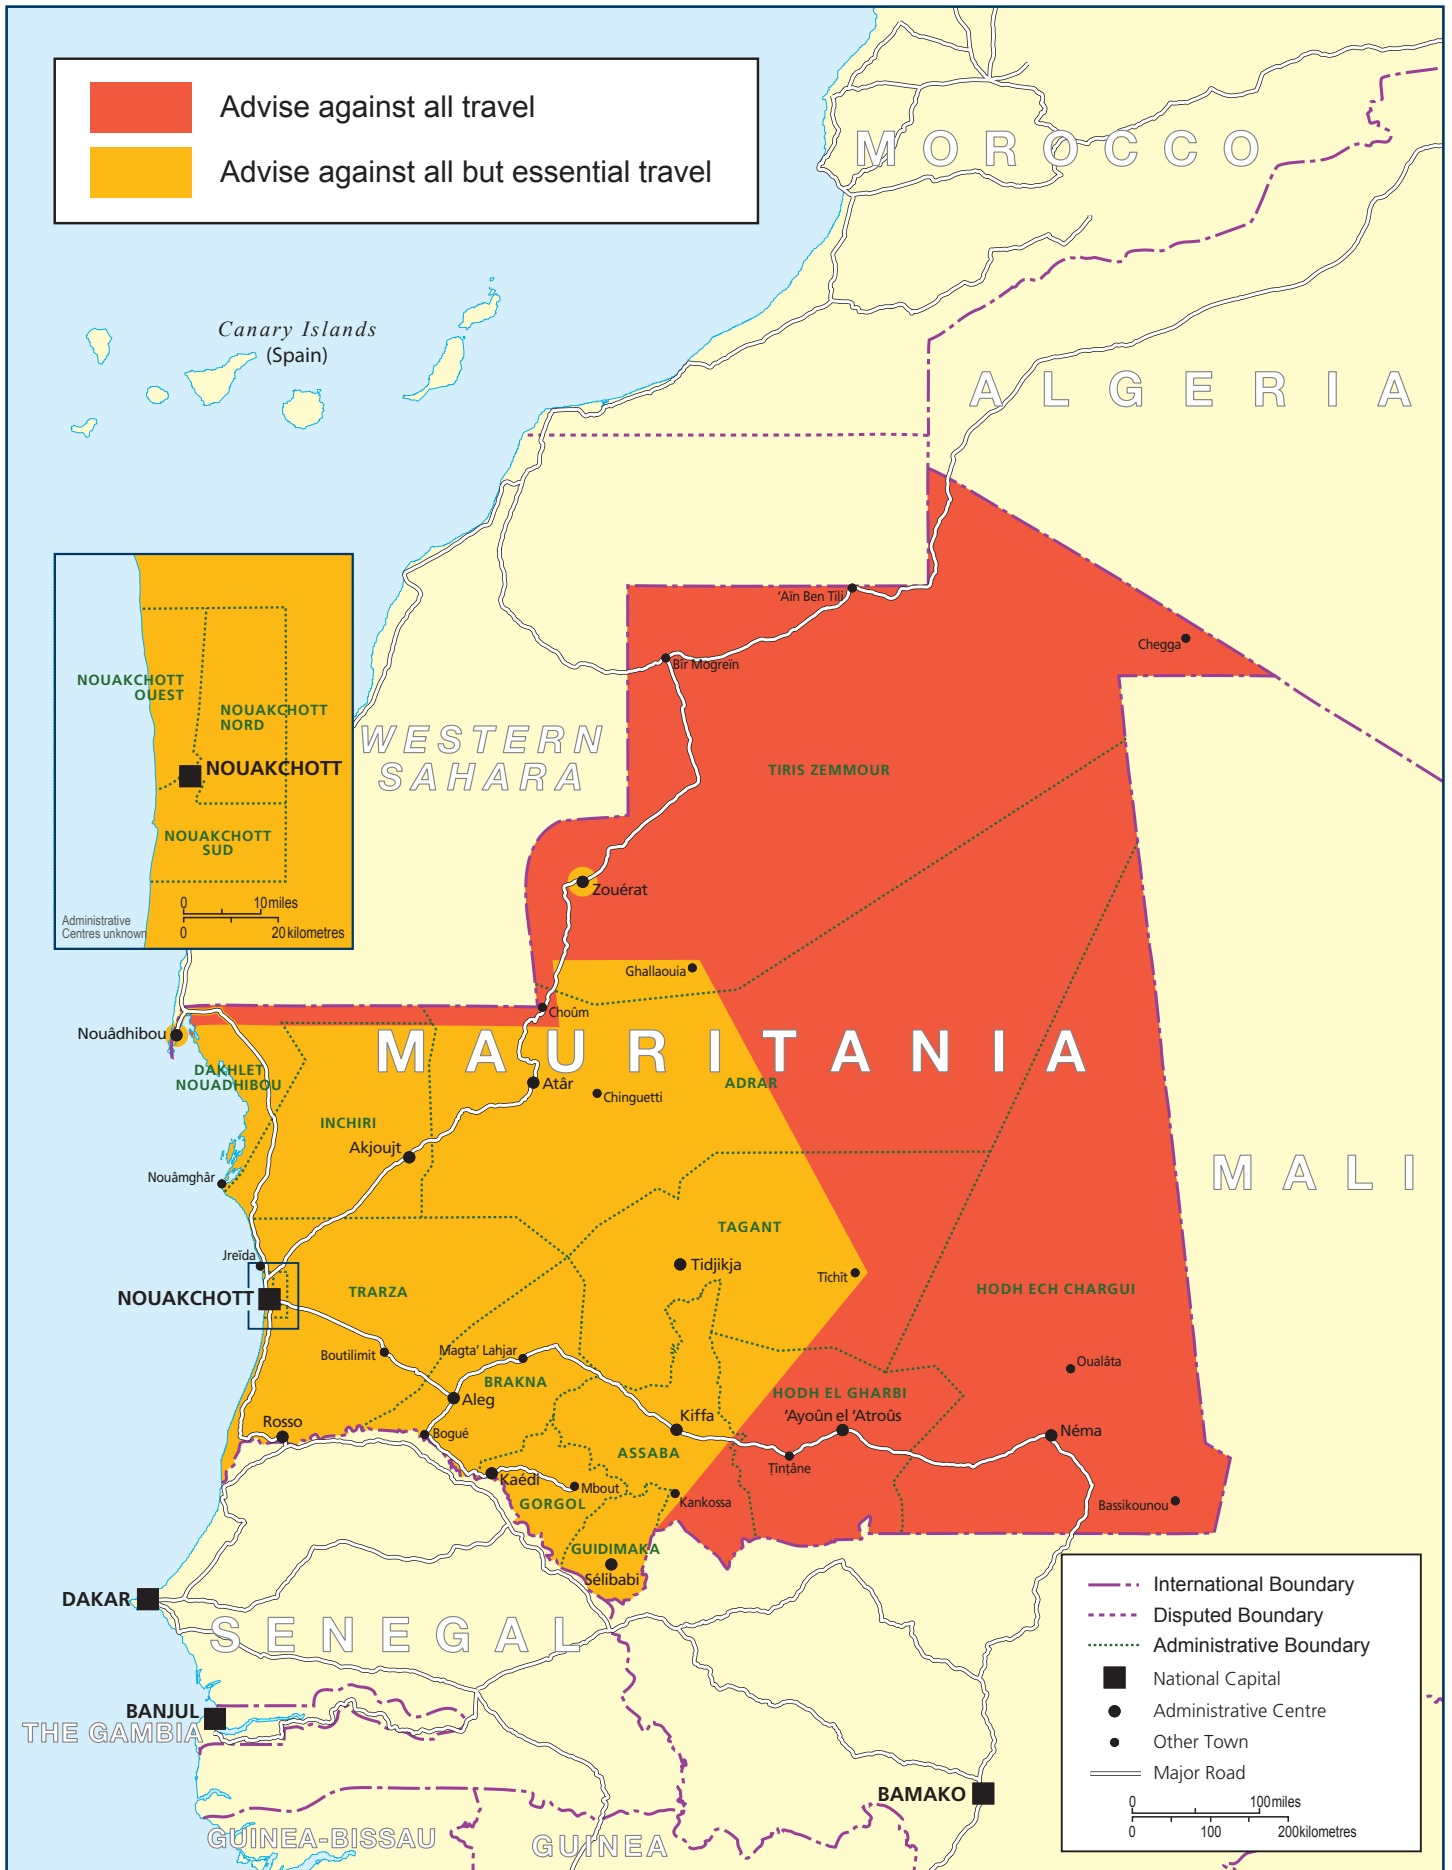 Advise against all travel
Advise against all but essential travel
MOROCCO
Canary Islands
(Spain)
ALGERIA
'Aïn Ben Tili
Chegga
Bîr Mogreïn
NOUAKCHOTT
OUEST
NOUAKCHOTT
NORD
NOUAKCHOTT
NOUAKCHOTT
SUD
0 10 miles
0 20 kilometres
Administrative
Centres unknown
WESTERN
SAHARA
TIRIS ZEMMOUR
Zouérat
Ghallaouia
Choûm
Nouâdhibou
MAURITANIA
DAKHLET
NOUADHIBOU
Atâr
ADRAR
Chinguetti
INCHIRI
Akjoujt
Nouâmghâr
MALI
TAGANT
Jreïda
Tidjikja
Tîchît
NOUAKCHOTT
TRARZA
HODH ECH CHARGUI
Boutilimit
Magta' Lahjar
Oualâta
BRAKNA
HODH EL GHARBI
Aleg
Kiffa
'Ayoûn el 'Atroûs
Rosso
Bogué
Néma
ASSABA
Ţinţâne
Kaédi
Mbout
GORGOL
Kankossa
Bassikounou
GUIDIMAKA
Sélibabi
DAKAR
SENEGAL
BANJUL
THE GAMBIA
BAMAKO
GUINEA-BISSAU
GUINEA
International Boundary
Disputed Boundary
Administrative Boundary
National Capital
Administrative Centre
Other Town
Major Road
0 100 miles
0 100 200 kilometres